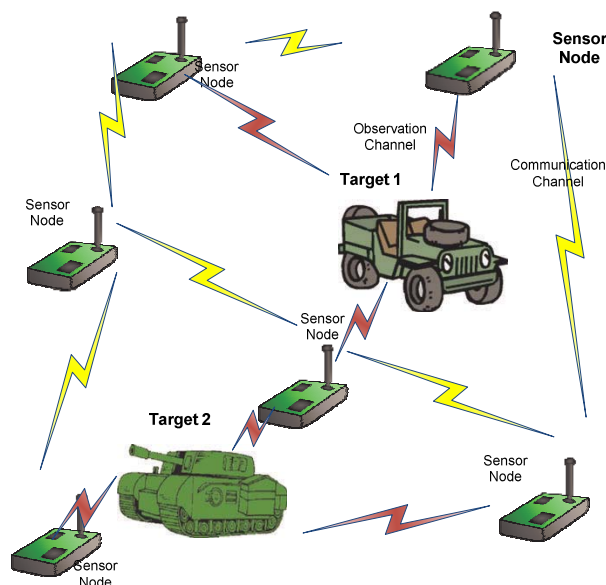 Sensor
Node
Sensor
Node
Observation
Channel
Communication
Channel
Target 1
Sensor
Node
Sensor
Node
Target 2
Sensor
Node
Sensor
Node